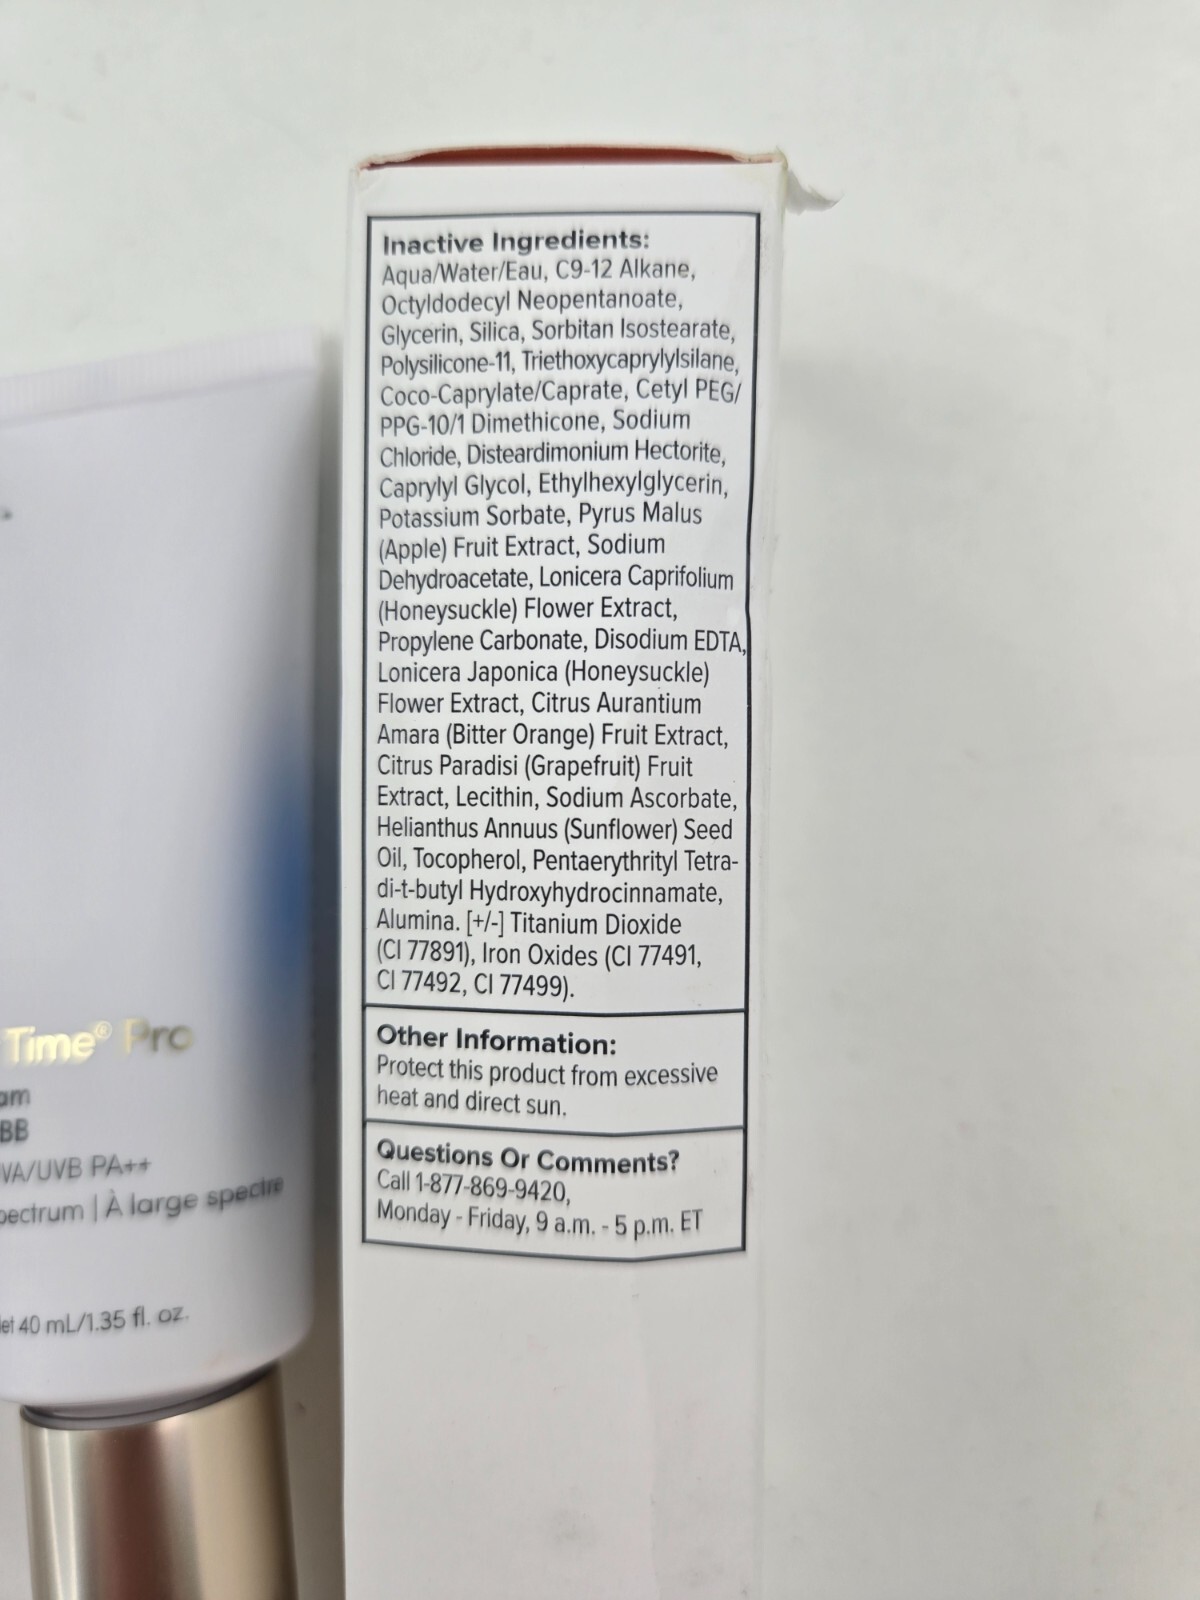 Inactive Ingredients:
Aqua/Water/Eau, C9-12 Alkane,
Octyldodecyl Neopentanoate,
Glycerin, Silica, Sorbitan Isostearate,
Polysilicone-11, Triethoxycaprylylsilane,
Coco-Caprylate/Caprate, Cetyl PEG/
PPG-10/1 Dimethicone, Sodium
Chloride, Disteardimonium Hectorite,
Caprylyl Glycol, Ethylhexylglycerin,
Potassium Sorbate, Pyrus Malus
(Apple) Fruit Extract, Sodium
Dehydroacetate, Lonicera Caprifolium
(Honeysuckle) Flower Extract,
Propylene Carbonate, Disodium EDTA,
Lonicera Japonica (Honeysuckle)
Flower Extract, Citrus Aurantium
Amara (Bitter Orange) Fruit Extract,
Citrus Paradisi (Grapefruit) Fruit
Extract, Lecithin, Sodium Ascorbate,
Helianthus Annuus (Sunflower) Seed
Oil, Tocopherol, Pentaerythrityl Tetra-
di-t-butyl Hydroxyhydrocinnamate,
Alumina. [+/-] Titanium Dioxide
(CI 77891), Iron Oxides (CI 77491,
CI 77492, CI 77499).
Other Information:
Protect this product from excessive
heat and direct sun.
Questions Or Comments?
Call 1-877-869-9420,
Monday - Friday, 9 a.m. - 5 p.m. ET
Time® Pro
BB
/UVB PA++
| À large spectre
40 mL/1.35 fl. oz.